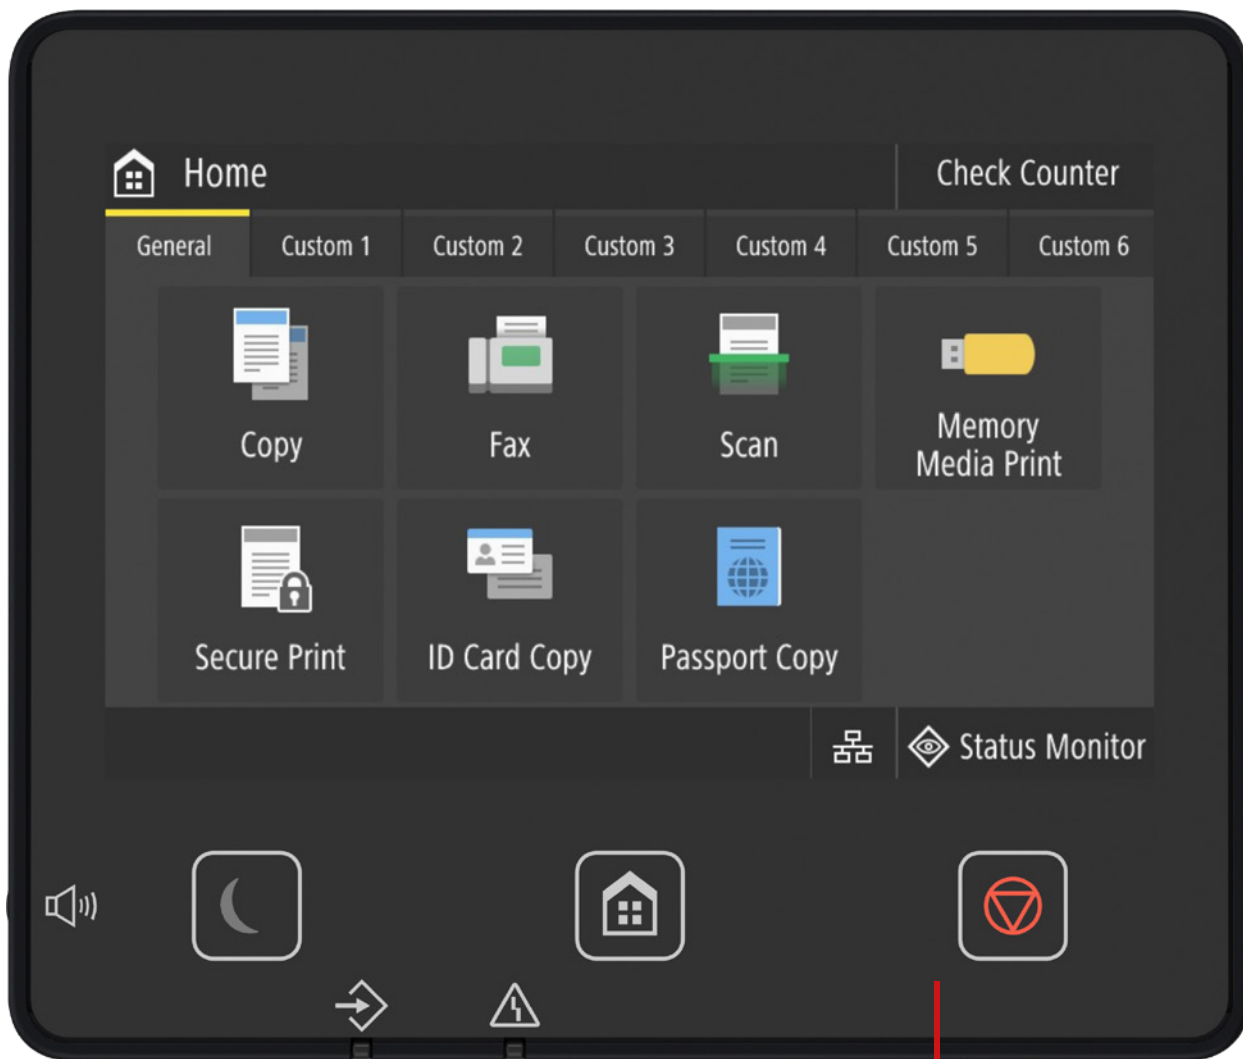 Home
Check Counter
General
Custom 1
Custom 2
Custom 3
Custom 4
Custom 5
Custom 6
Copy
Fax
Scan
Memory
Media Print
Secure Print
ID Card Copy
Passport Copy
Status Monitor